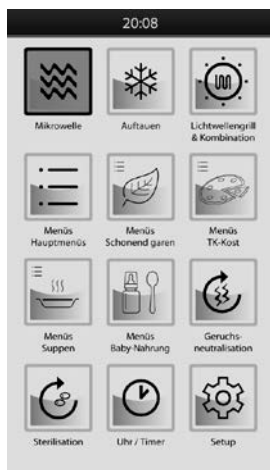 20:08
Mikrowelle
Auftauen
Lichtwellengrill
& Kombination
Menüs
Hauptmenüs
Menüs
Schonend garen
Menüs
TK-Kost
Menüs
Suppen
Menüs
Baby-Nahrung
Geruchs-
neutralisation
Sterilisation
Uhr / Timer
Setup